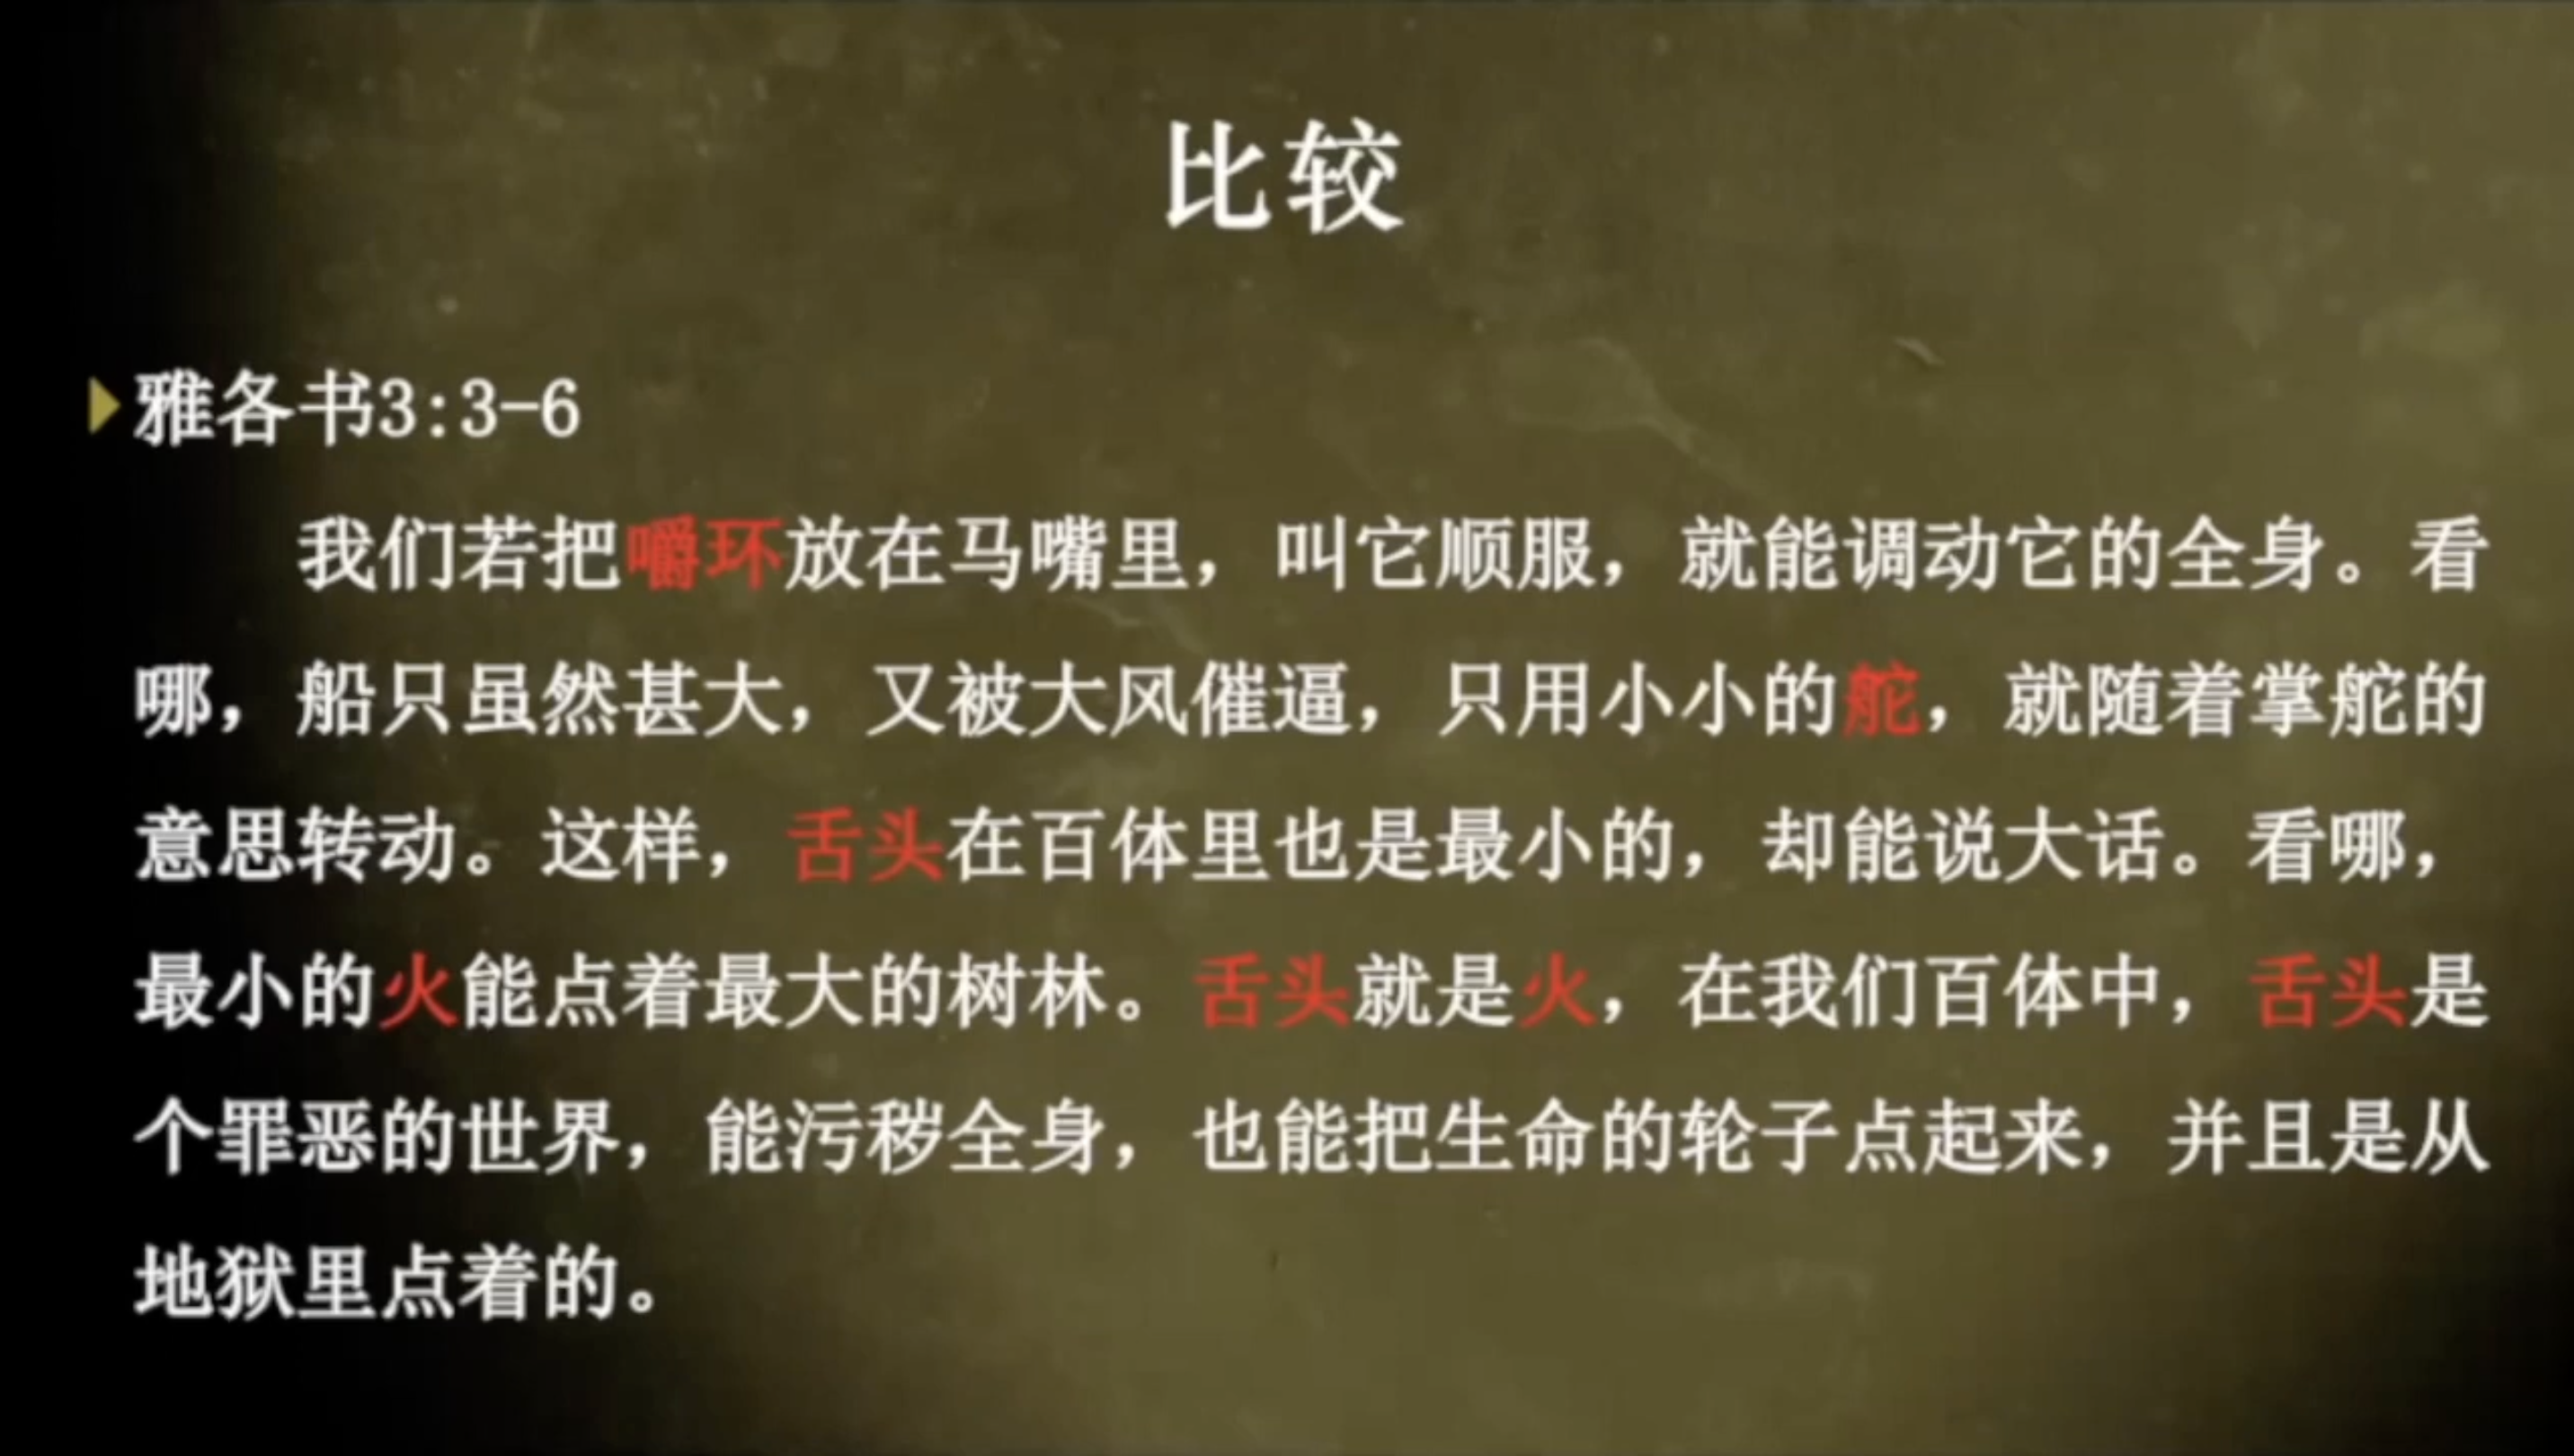 比较
雅各书3:3-6
我们若把嚼环放在马嘴里，叫它顺服，就能调动它的全身。看
哪，船只虽然甚大，又被大风催逼，只用小小的舵，就随着掌舵的
意思转动。这样，舌头在百体里也是最小的，却能说大话。看哪，
最小的火能点着最大的树林。舌头就是火，在我们百体中，舌头是
个罪恶的世界，能污秽全身，也能把生命的轮子点起来，并且是从
地狱里点着的。